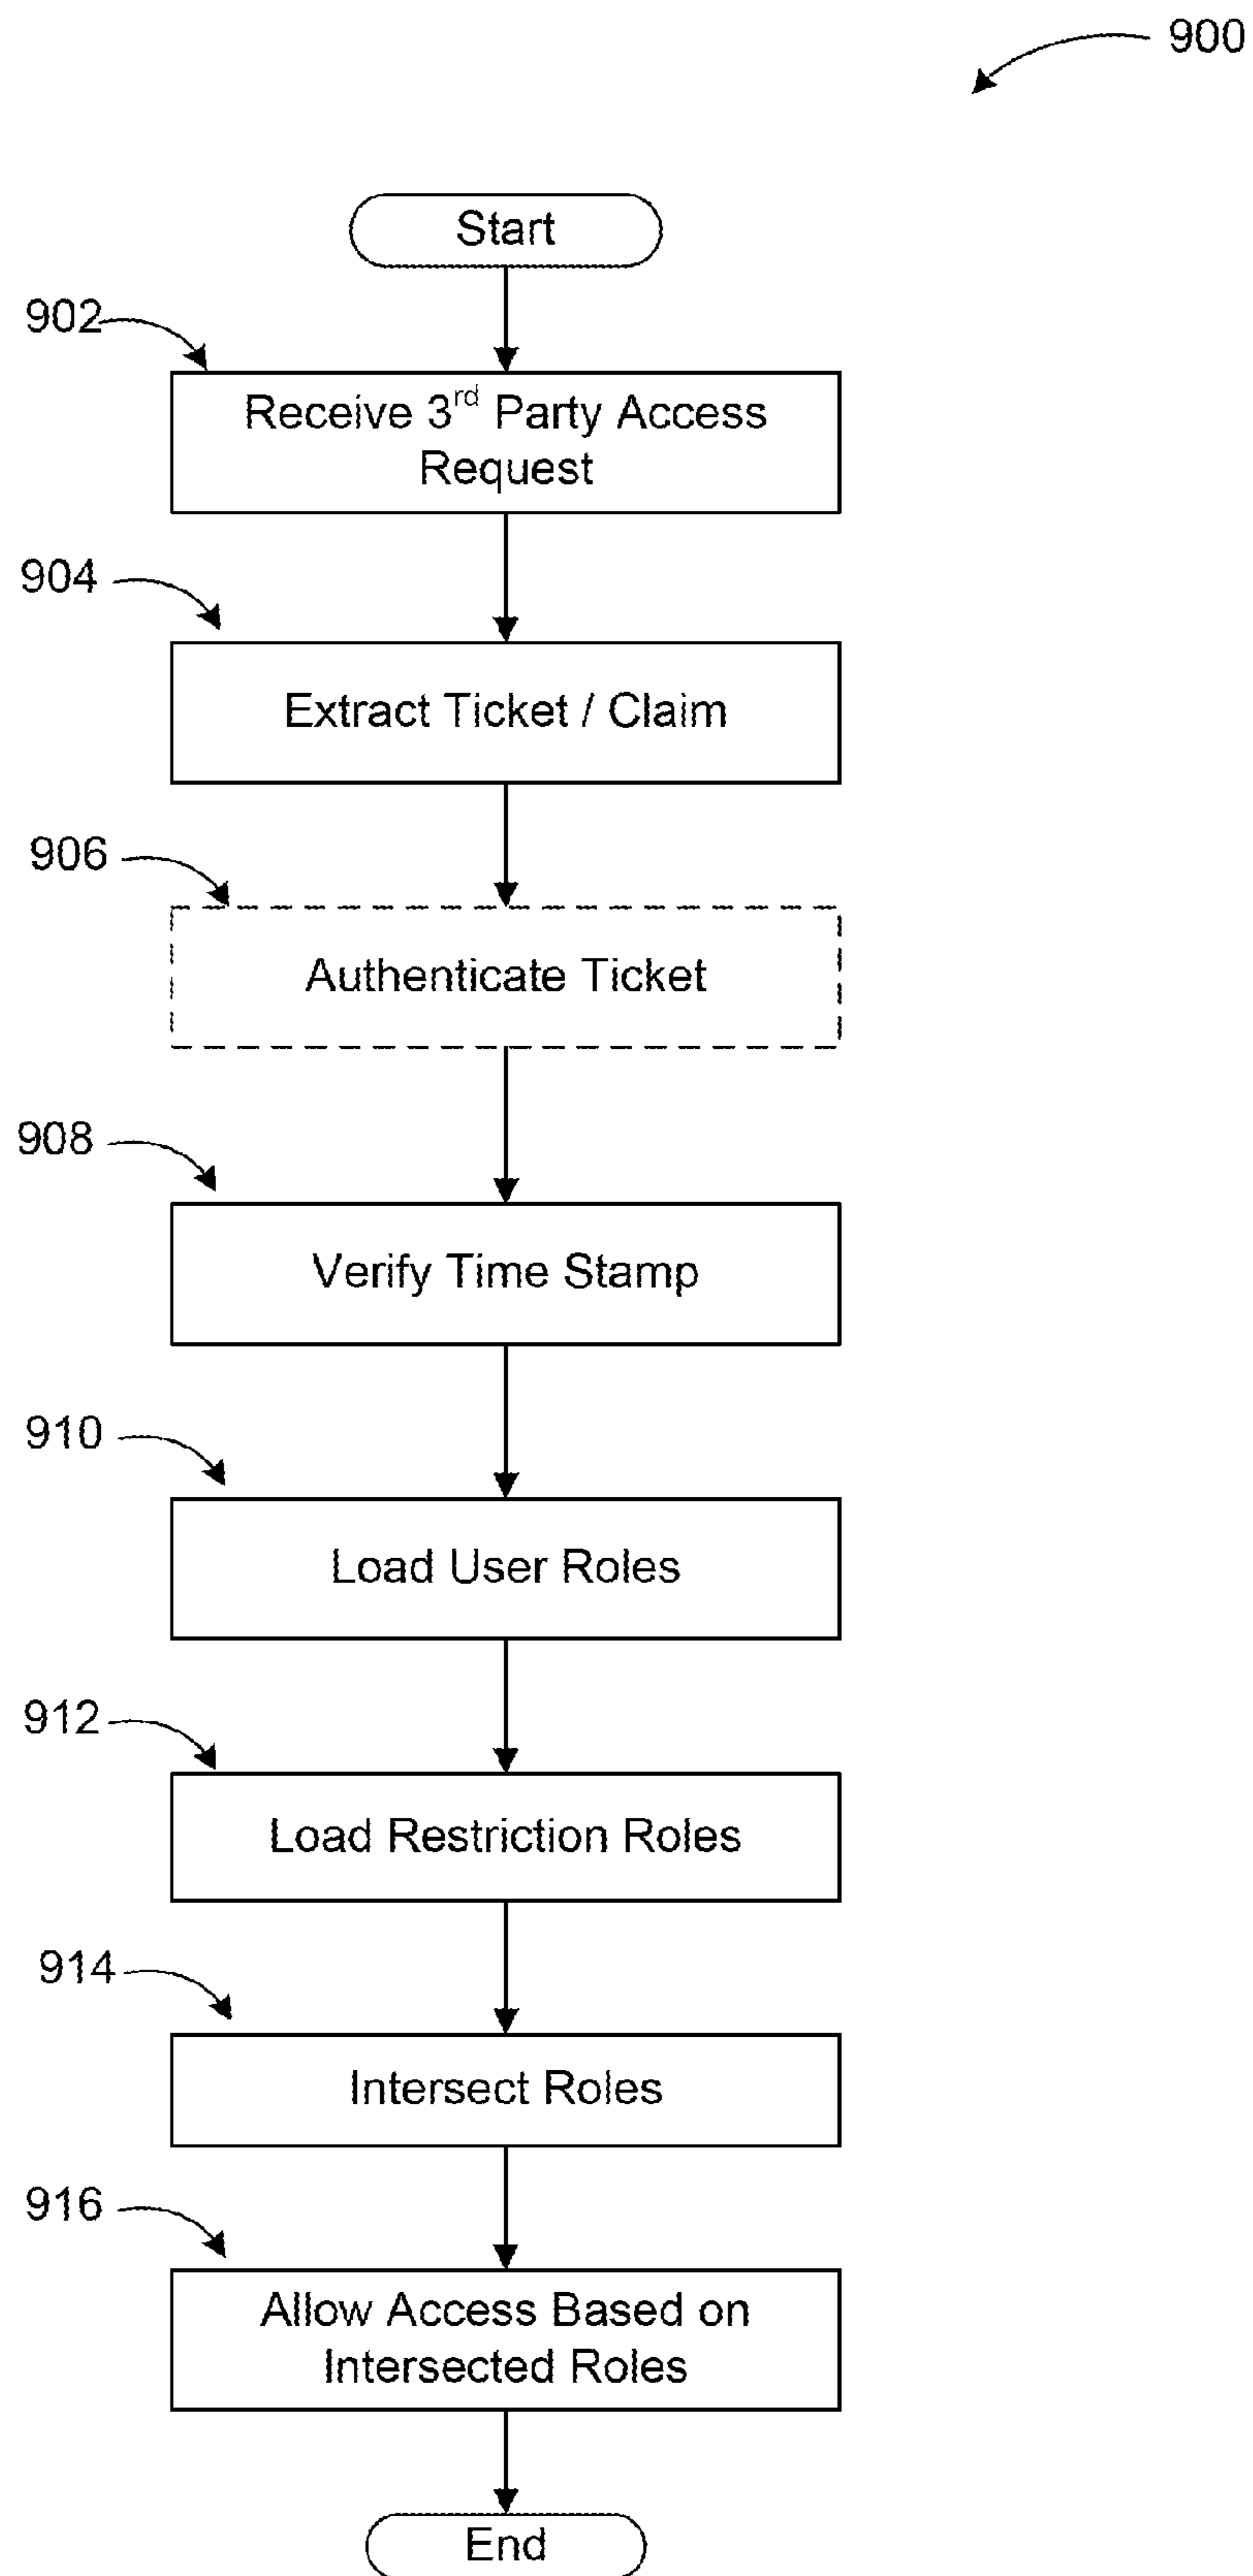 900
Start
902
Receive 3rd Party Access
Request
904
Extract Ticket / Claim
906
Authenticate Ticket
908
Verify Time Stamp
910
Load User Roles
912
Load Restriction Roles
914
Intersect Roles
916
Allow Access Based on
Intersected Roles
End